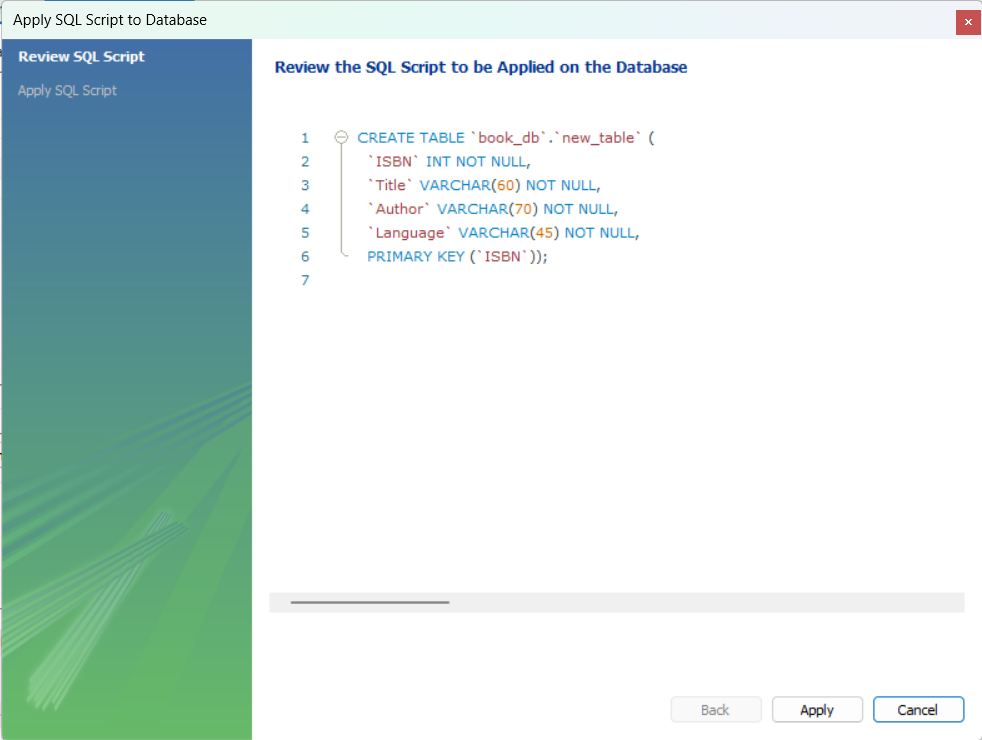 Apply SQL Script to Database
Review SQL Script
Apply SQL Script
Review the SQL Script to be Applied on the Database
1 CREATE TABLE `book_db`.`new_table` (
2 `ISBN` INT NOT NULL,
3 `Title` VARCHAR(60) NOT NULL,
4 `Author` VARCHAR(70) NOT NULL,
5 `Language` VARCHAR(45) NOT NULL,
6 PRIMARY KEY (`ISBN`));
7
Back Apply Cancel